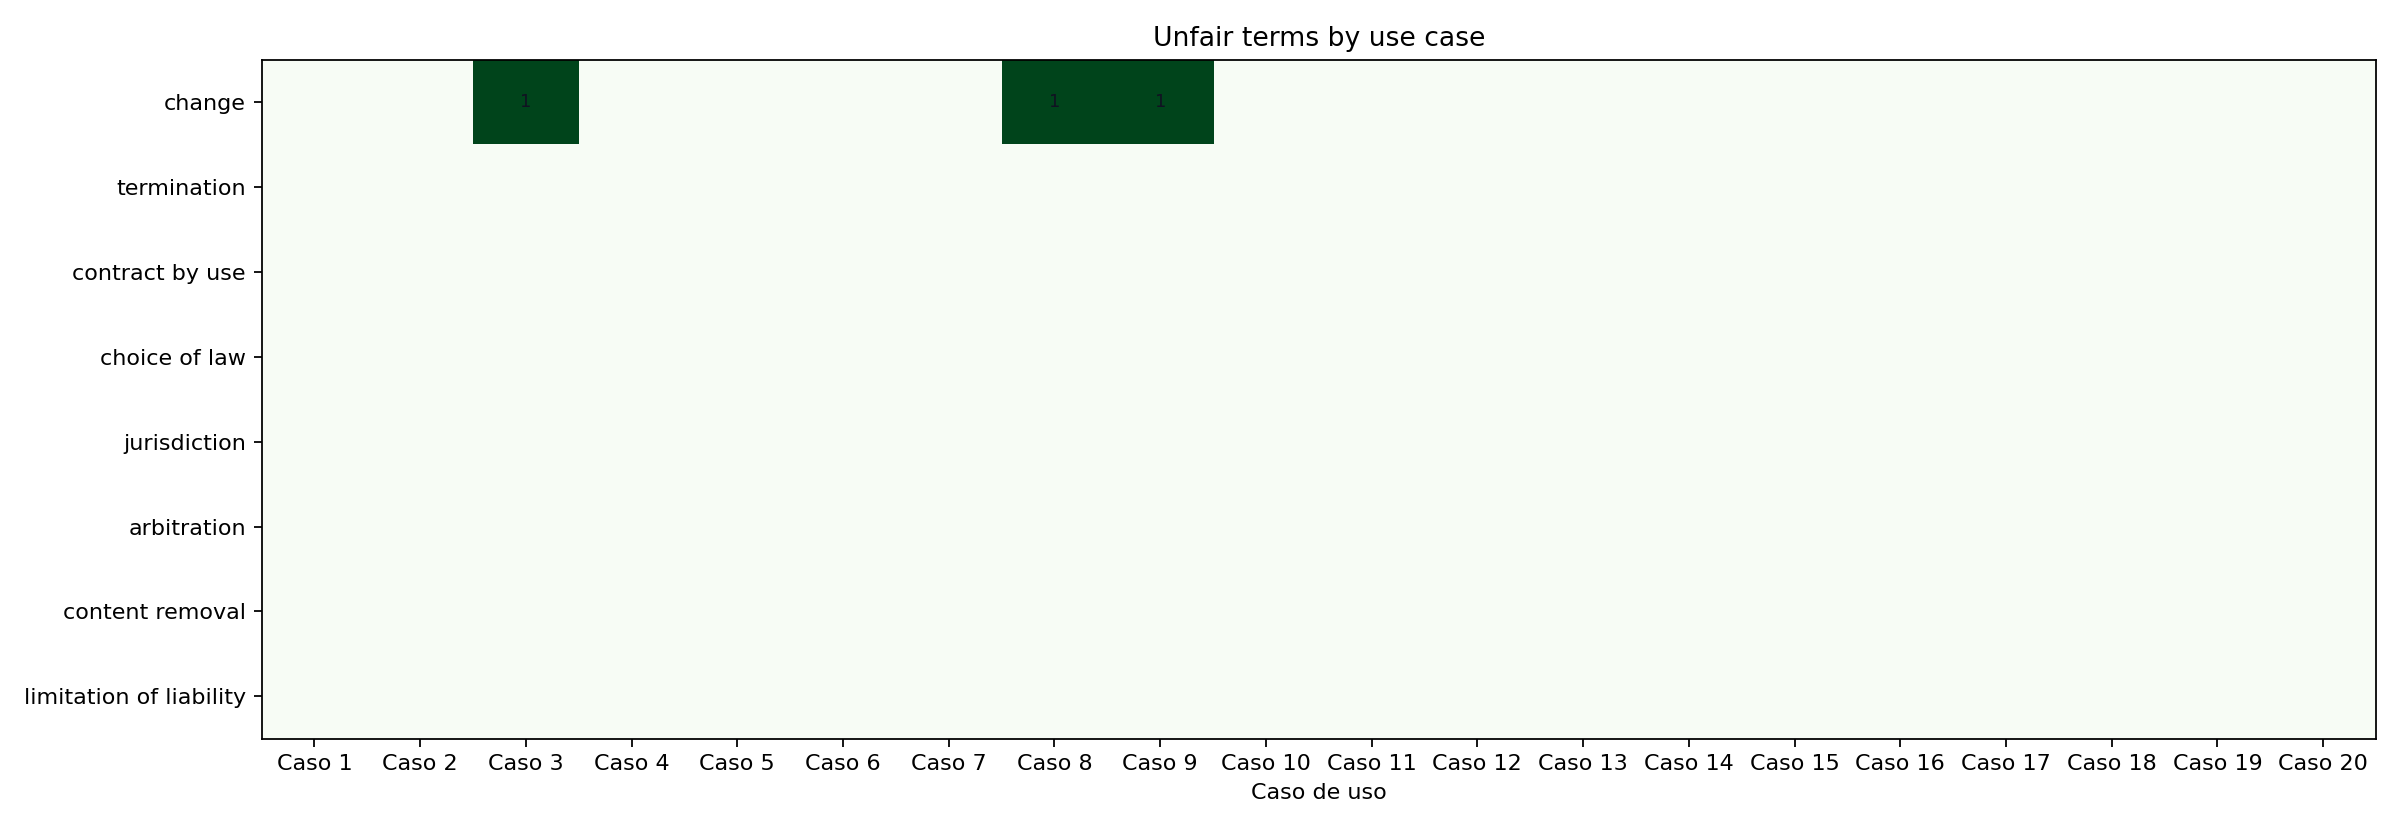 Unfair terms by use case
change
1 1 1
termination
contract by use
choice of law
jurisdiction
arbitration
content removal
limitation of liability
Caso 1 Caso 2 Caso 3 Caso 4 Caso 5 Caso 6 Caso 7 Caso 8 Caso 9 Caso 10 Caso 11 Caso 12 Caso 13 Caso 14 Caso 15 Caso 16 Caso 17 Caso 18 Caso 19 Caso 20
Caso de uso